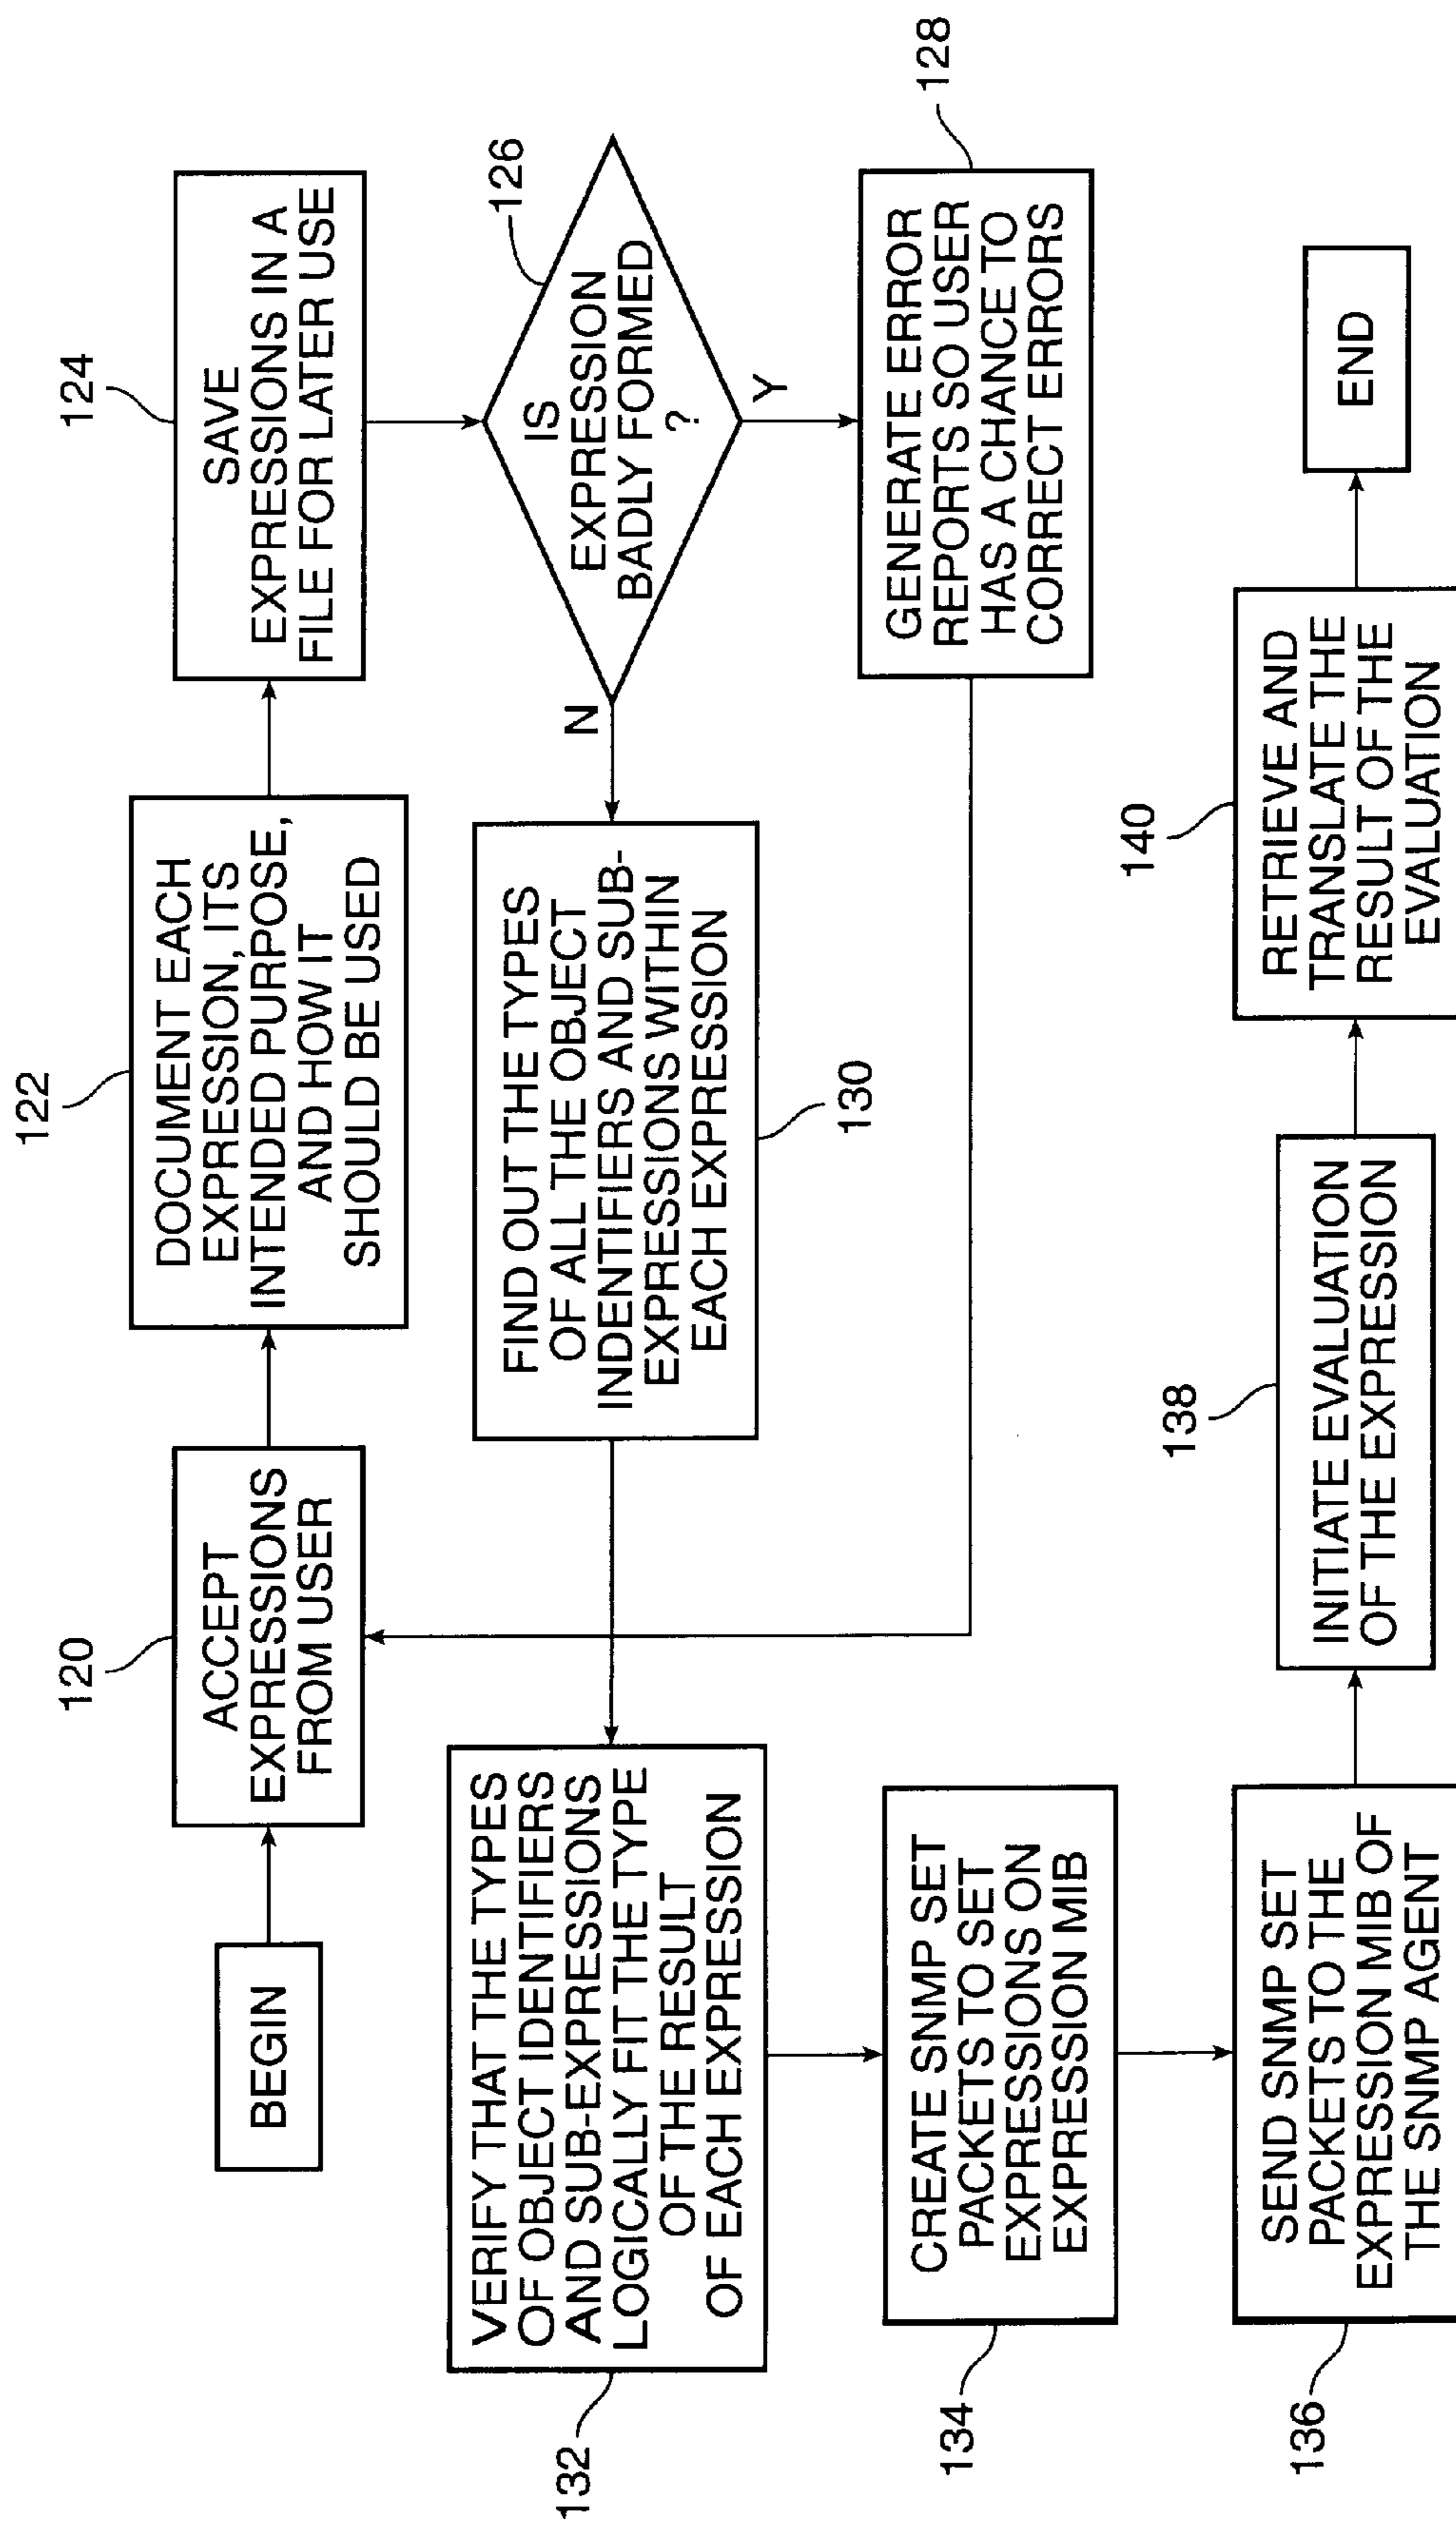 BEGIN
120
ACCEPT
EXPRESSIONS
FROM USER
122
DOCUMENT EACH
EXPRESSION, ITS
INTENDED PURPOSE,
AND HOW IT
SHOULD BE USED
124
SAVE
EXPRESSIONS IN A
FILE FOR LATER USE
126
IS
EXPRESSION
BADLY FORMED
?
N
Y
128
GENERATE ERROR
REPORTS SO USER
HAS A CHANCE TO
CORRECT ERRORS
FIND OUT THE TYPES
OF ALL THE OBJECT
INDENTIFIERS AND SUB-
EXPRESSIONS WITHIN
EACH EXPRESSION
130
VERIFY THAT THE TYPES
OF OBJECT IDENTIFIERS
AND SUB-EXPRESSIONS
LOGICALLY FIT THE TYPE
OF THE RESULT
OF EACH EXPRESSION
132
CREATE SNMP SET
PACKETS TO SET
EXPRESSIONS ON
EXPRESSION MIB
134
SEND SNMP SET
PACKETS TO THE
EXPRESSION MIB OF
THE SNMP AGENT
136
138
INITIATE EVALUATION
OF THE EXPRESSION
140
RETRIEVE AND
TRANSLATE THE
RESULT OF THE
EVALUATION
END